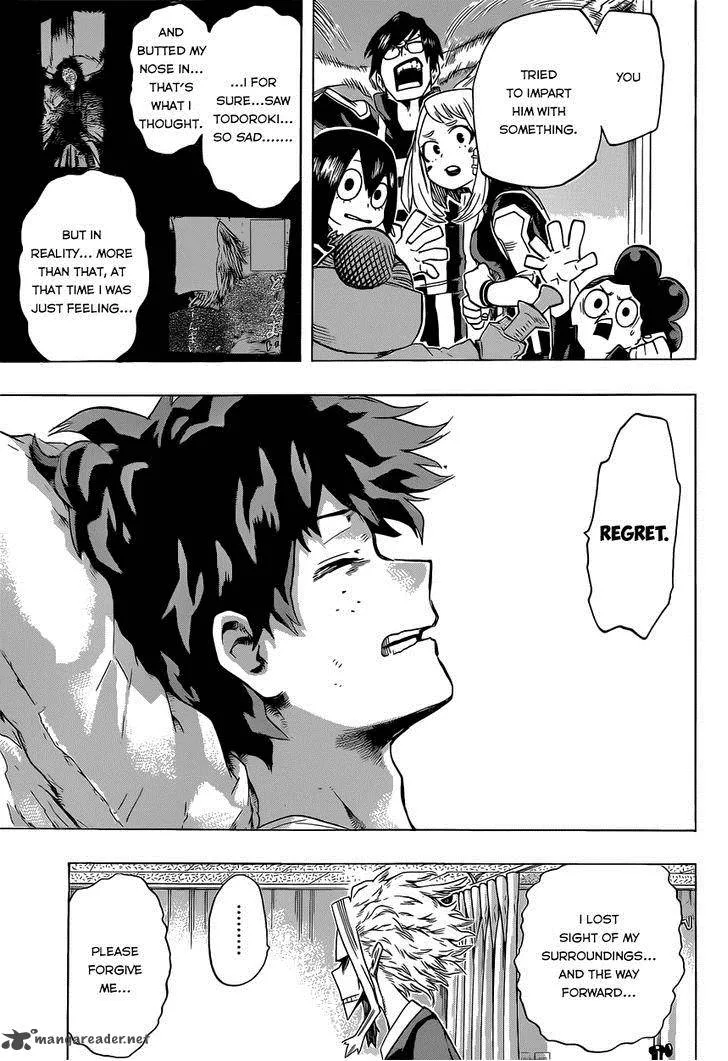 YOU
TRIED
TO IMPART
HIM WITH
SOMETHING.
...I FOR
SURE...SAW
TODOROKI...
SO SAD.......
AND
BUTTED MY
NOSE IN...
THAT'S
WHAT I
THOUGHT.
BUT IN
REALITY... MORE
THAN THAT, AT
THAT TIME I WAS
JUST FEELING...
REGRET.
I LOST
SIGHT OF MY
SURROUNDINGS...
AND THE WAY
FORWARD...
.........
PLEASE
FORGIVE
ME...
mangareader.net